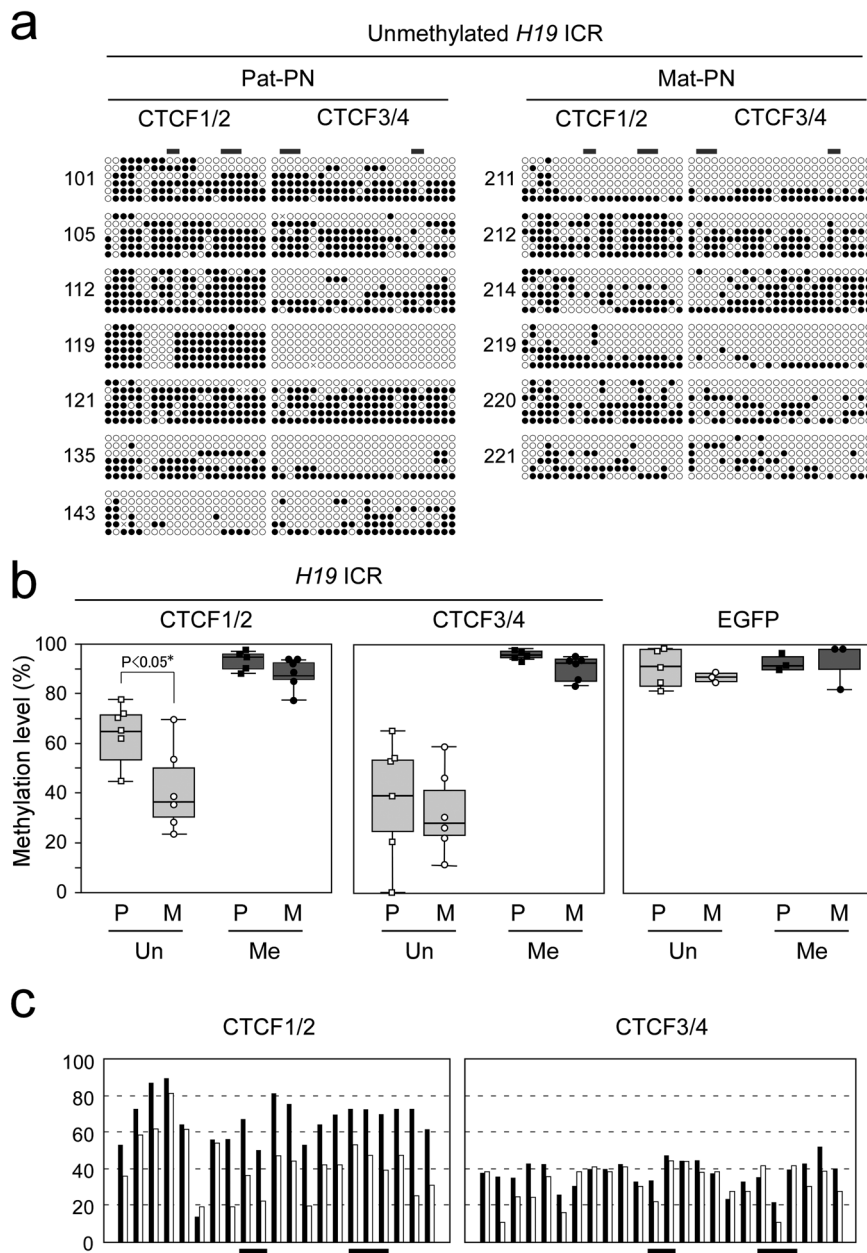 a
Unmethylated H19 ICR
Pat-PN Mat-PN
CTCF1/2 CTCF3/4 CTCF1/2 CTCF3/4
101 211
105 212
112 214
119 219
121 220
135 221
143
b
H19 ICR
CTCF1/2 CTCF3/4 EGFP
Methylation level (%)
100
80
60
40
20
0
P<0.05*
P M P M P M P M P M P M
Un Me Un Me Un Me
c
CTCF1/2 CTCF3/4
100
80
60
40
20
0